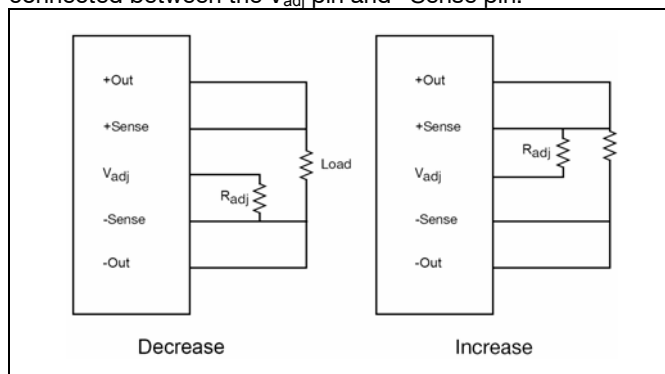 connected between the Vadj pin and -Sense pin.
+Out
+Sense
Vadj
-Sense
-Out
Radj
Load
Decrease
+Out
+Sense
Vadj
-Sense
-Out
Radj
Increase